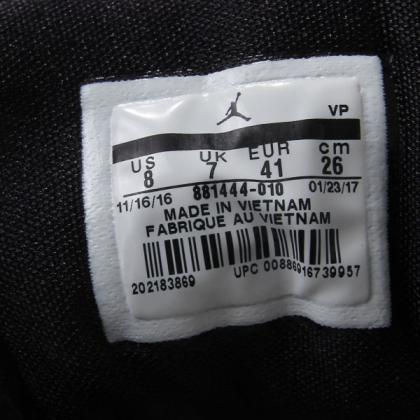 VP
US UK EUR cm
8 7 41 26
11/16/16 881444-010 01/23/17
MADE IN VIETNAM
FABRIQUE AU VIETNAM
202183869 UPC 00886916739957